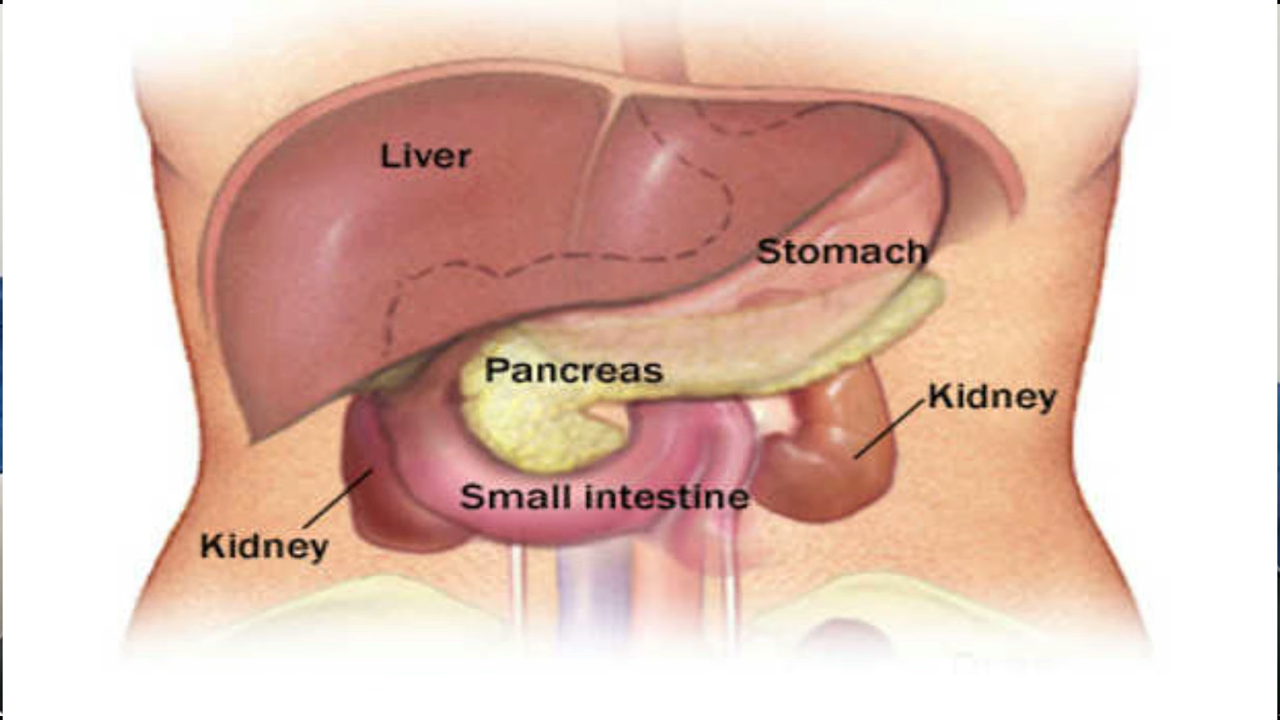 Liver
Stomach
Pancreas
Kidney
Small intestine
Kidney